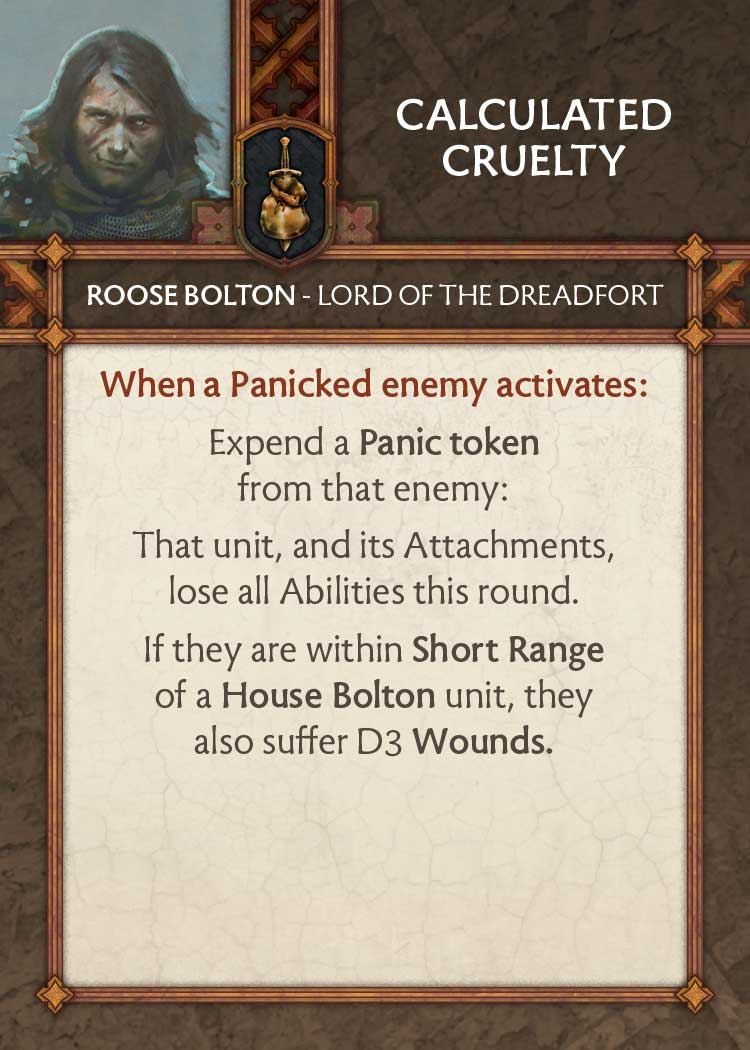 CALCULATED
CRUELTY
ROOSE BOLTON - LORD OF THE DREADFORT
When a Panicked enemy activates:
Expend a Panic token
from that enemy:
That unit, and its Attachments,
lose all Abilities this round.
If they are within Short Range
of a House Bolton unit, they
also suffer D3 Wounds.